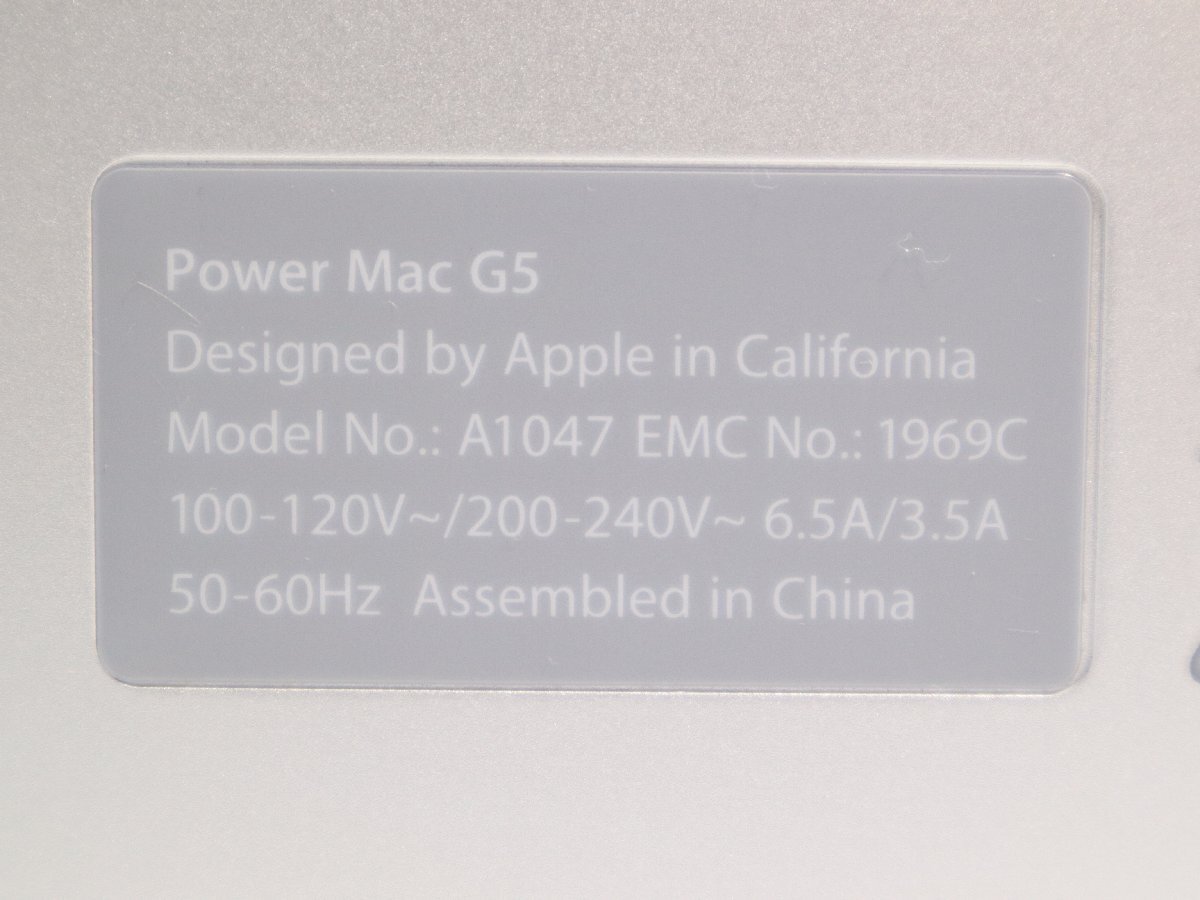 Power Mac G5
Designed by Apple in California
Model No.: A1047 EMC No.: 1969C
100-120V~/200-240V~ 6.5A/3.5A
50-60Hz Assembled in China